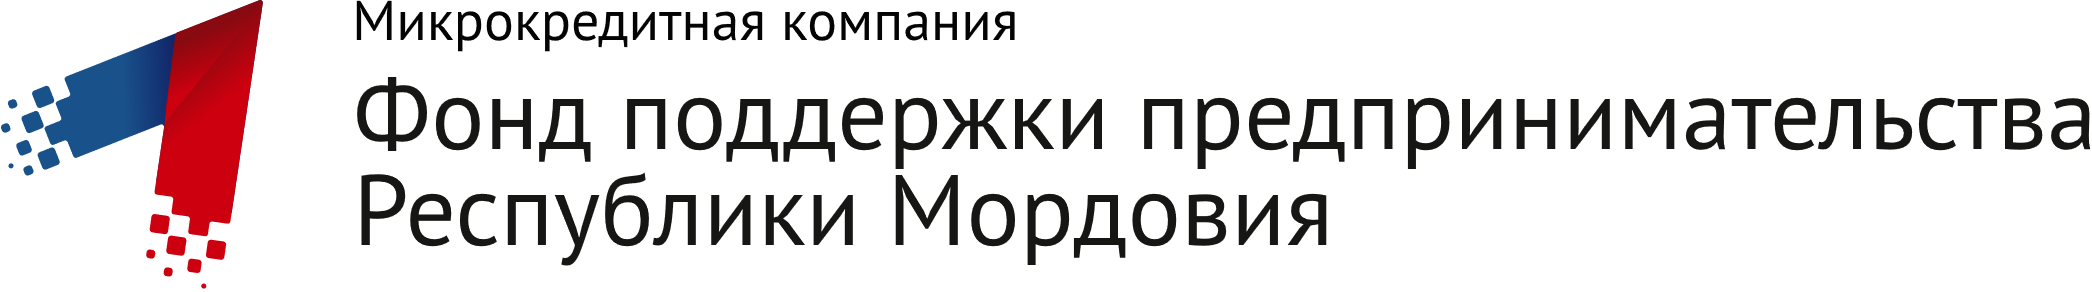 Микрокредитная компания
Фонд поддержки предпринимательства
Республики Мордовия